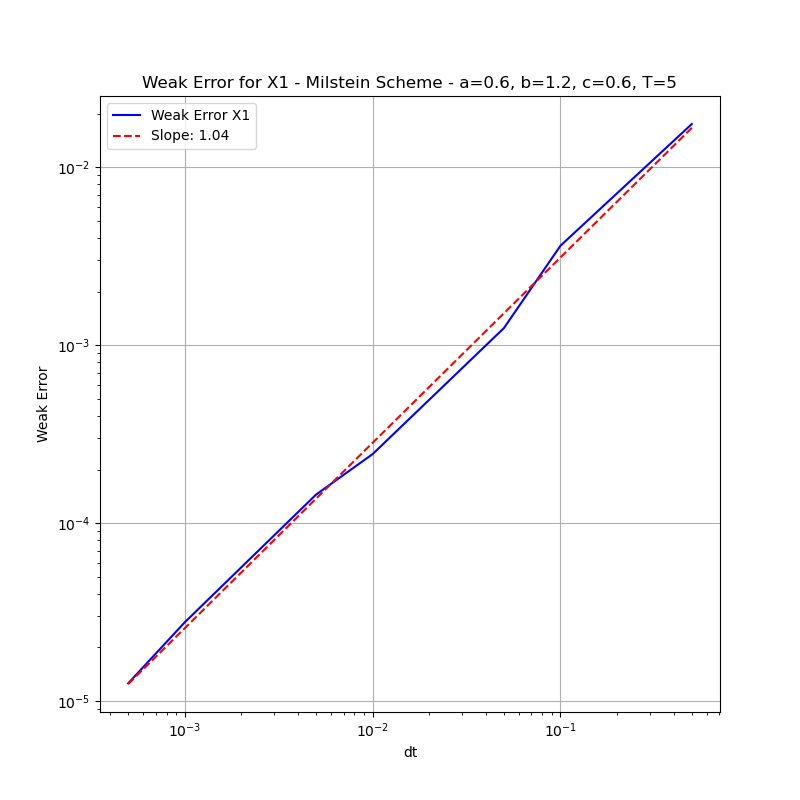 Weak Error for X1 - Milstein Scheme - a=0.6, b=1.2, c=0.6, T=5
Weak Error X1
Slope: 1.04
Weak Error
10⁻²
10⁻³
10⁻⁴
10⁻⁵
10⁻³ 10⁻² 10⁻¹
dt